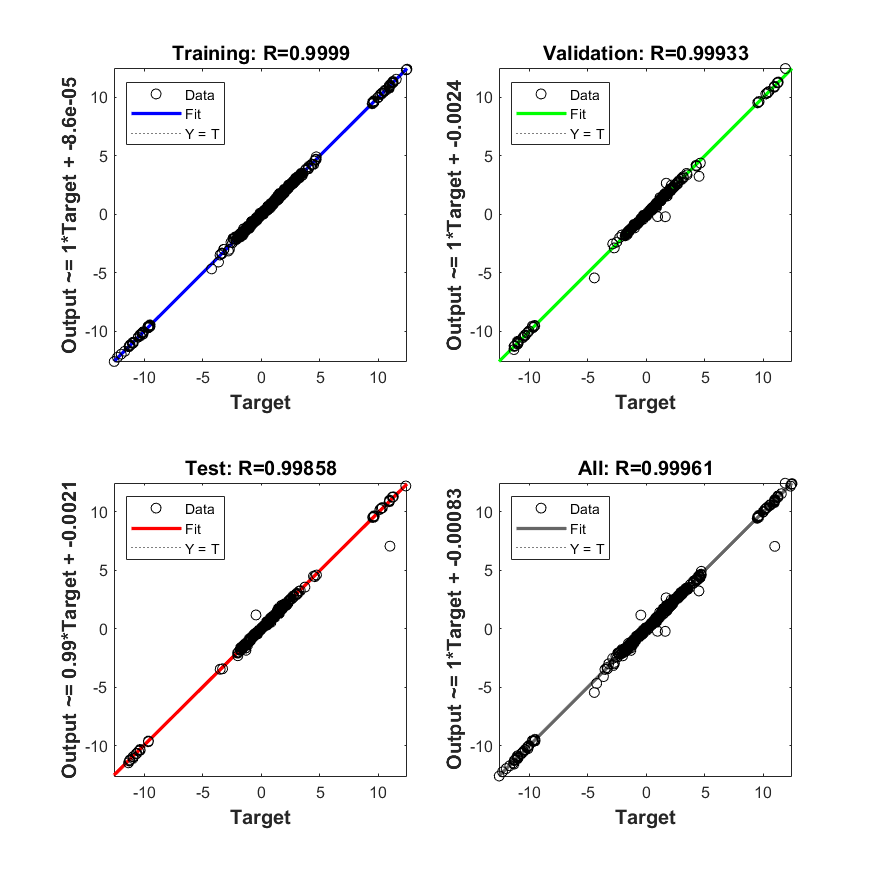 Training: R=0.9999
Output ~= 1*Target + -8.6e-05
10
5
0
-5
-10
Data
Fit
Y = T
-10 -5 0 5 10
Target
Validation: R=0.99933
Output ~= 1*Target + -0.0024
10
5
0
-5
-10
Data
Fit
Y = T
-10 -5 0 5 10
Target
Test: R=0.99858
Output ~= 0.99*Target + -0.0021
10
5
0
-5
-10
Data
Fit
Y = T
-10 -5 0 5 10
Target
All: R=0.99961
Output ~= 1*Target + -0.00083
10
5
0
-5
-10
Data
Fit
Y = T
-10 -5 0 5 10
Target